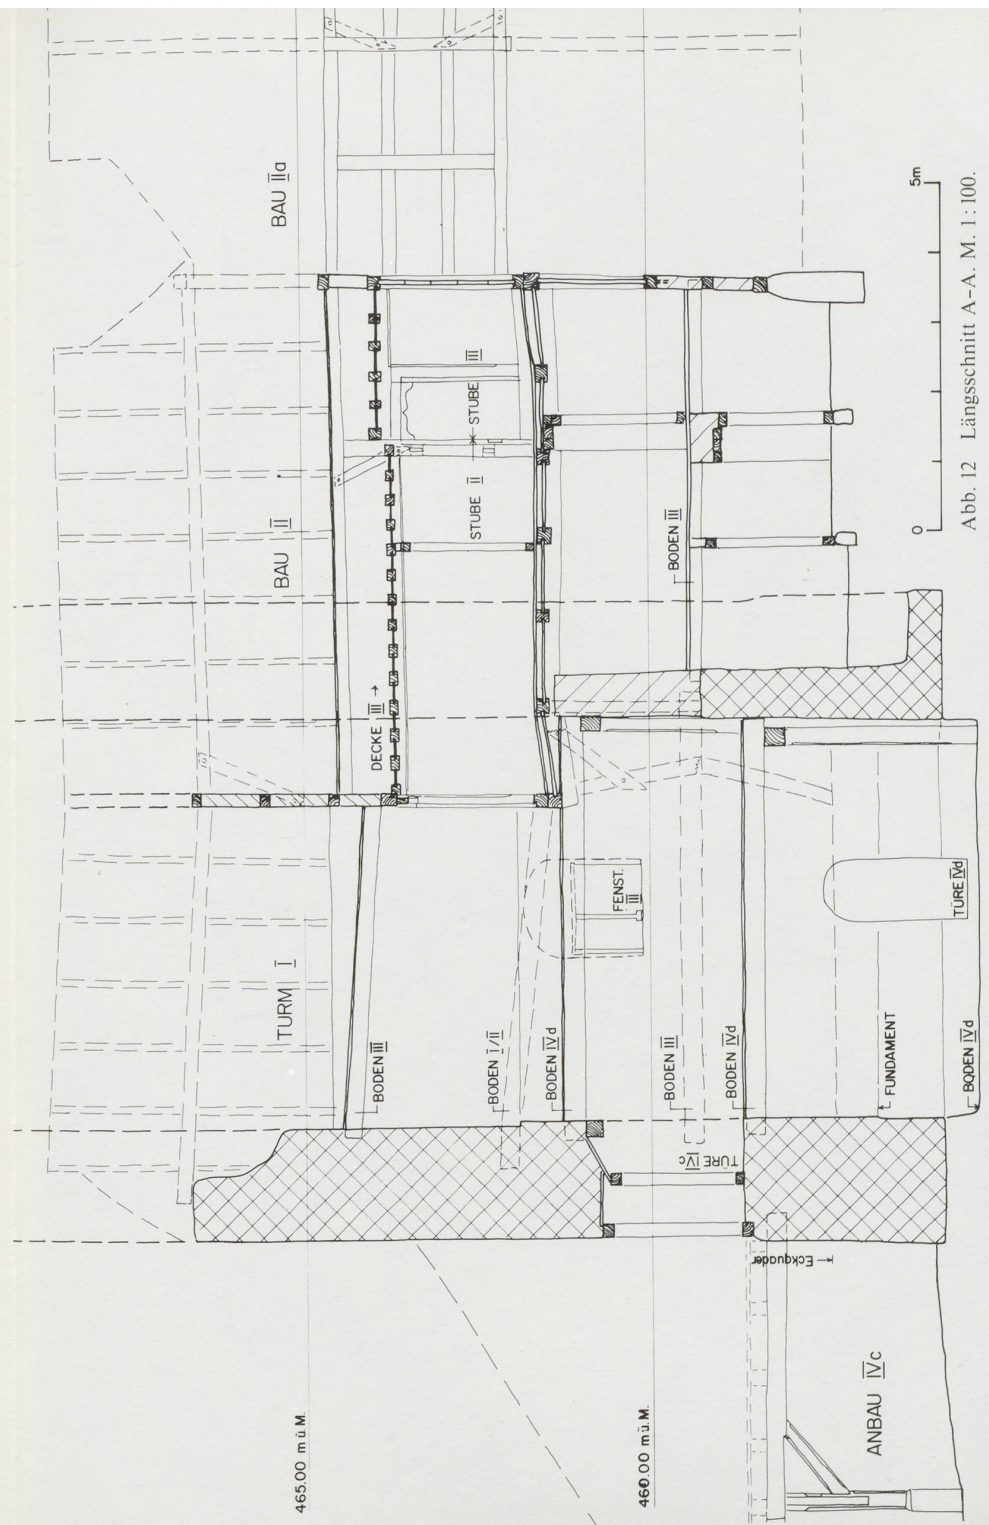 465.00 m ü.M.
TURM I
BAU II
BAU IIa
BODEN III
DECKE III →
BODEN I/II
STUBE II
STUBE III
BODEN IVd
FENST.
III
460.00 m ü.M.
BODEN III
TÜRE IVc
BODEN IVd
BODEN III
Eckquader
ANBAU IVc
FUNDAMENT
TÜRE IVd
BODEN IVd
0
5m
Abb. 12 Längsschnitt A–A. M. 1:100.